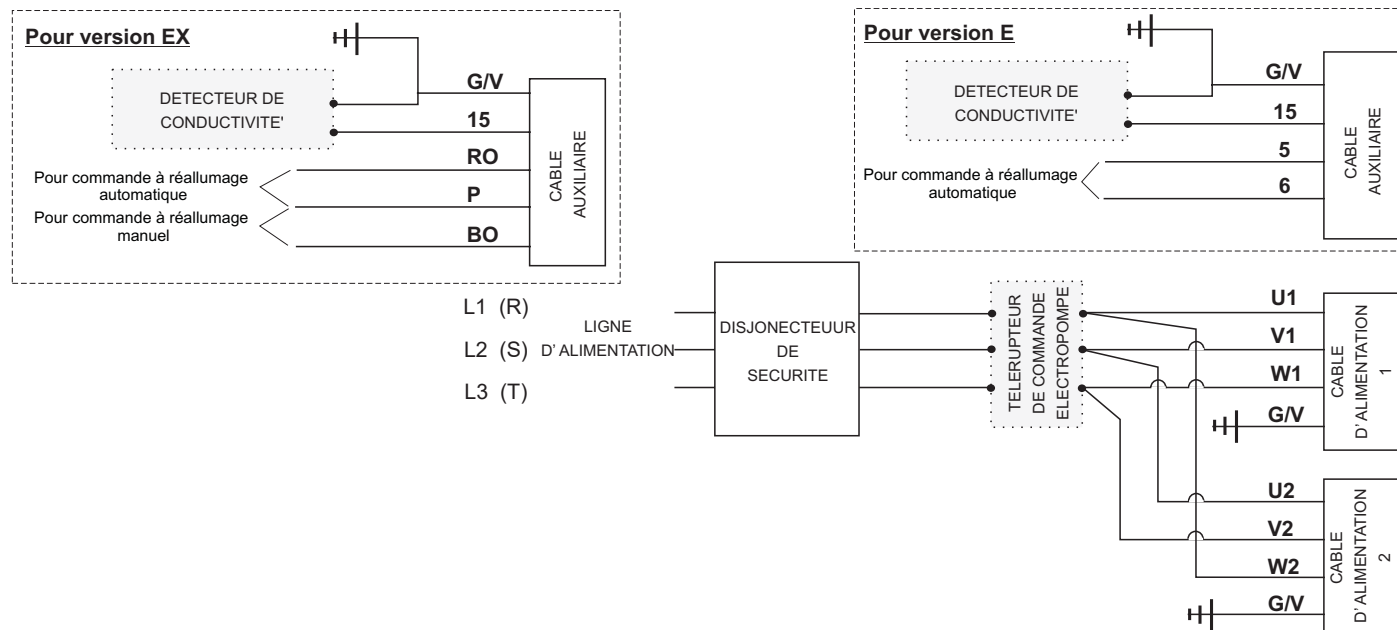 Pour version EX
DETECTEUR DE
CONDUCTIVITE'
G/V
15
RO
P
BO
Pour commande à réallumage
automatique
Pour commande à réallumage
manuel
CABLE
AUXILIAIRE
Pour version E
DETECTEUR DE
CONDUCTIVITE'
G/V
15
5
6
Pour commande à réallumage
automatique
CABLE
AUXILIAIRE
L1 (R)
L2 (S)
L3 (T)
LIGNE
D' ALIMENTATION
DISJONECTEUUR
DE
SECURITE
TELERUPTEUR
DE COMMANDE
ELECTROPOMPE
U1
V1
W1
G/V
CABLE
D' ALIMENTATION
1
U2
V2
W2
G/V
CABLE
D' ALIMENTATION
2